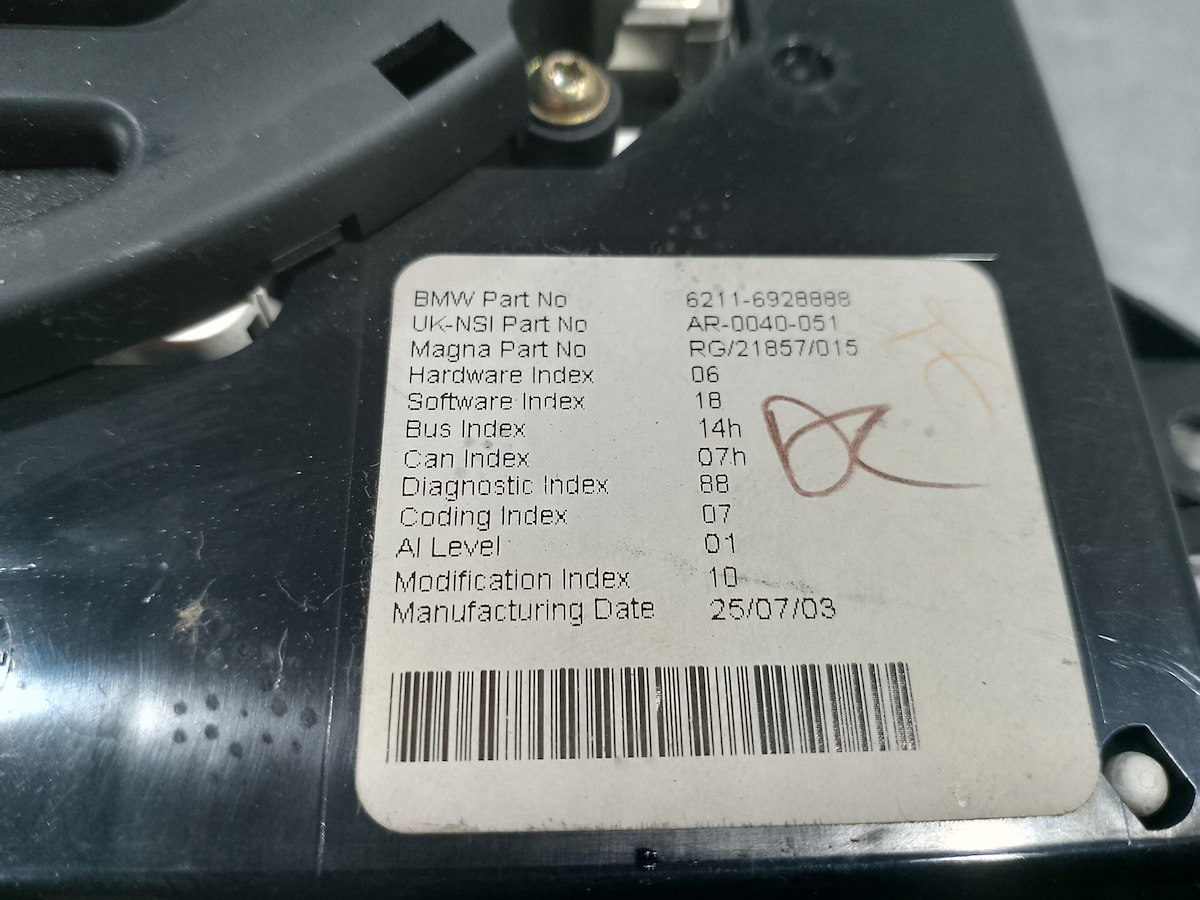 BMW Part No 6211-6928888
UK-NSI Part No AR-0040-051
Magna Part No RG/21857/015
Hardware Index 06
Software Index 18
Bus Index 14h
Can Index 07h
Diagnostic Index 88
Coding Index 07
AI Level 01
Modification Index 10
Manufacturing Date 25/07/03